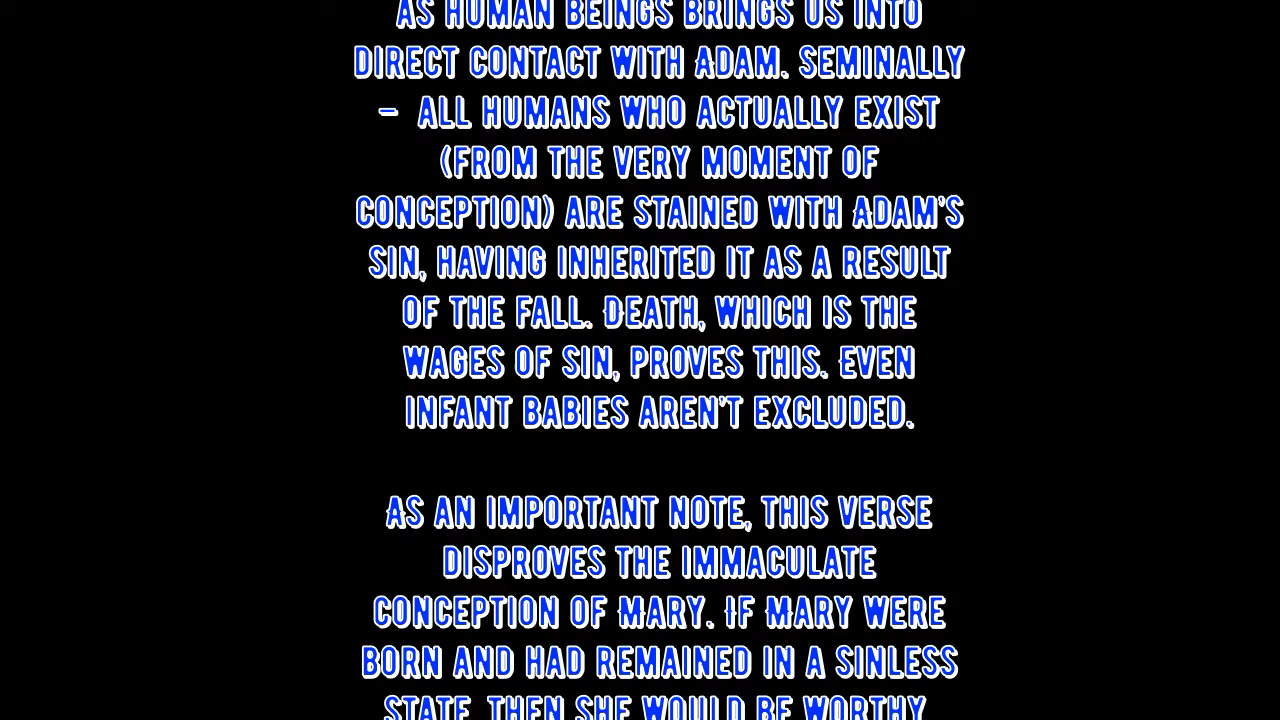 AS HUMAN BEINGS BRINGS US INTO
DIRECT CONTACT WITH ADAM. SEMINALLY
- ALL HUMANS WHO ACTUALLY EXIST
(FROM THE VERY MOMENT OF
CONCEPTION) ARE STAINED WITH ADAM'S
SIN, HAVING INHERITED IT AS A RESULT
OF THE FALL. DEATH, WHICH IS THE
WAGES OF SIN, PROVES THIS. EVEN
INFANT BABIES AREN'T EXCLUDED.
AS AN IMPORTANT NOTE, THIS VERSE
DISPROVES THE IMMACULATE
CONCEPTION OF MARY. IF MARY WERE
BORN AND HAD REMAINED IN A SINLESS
STATE, THEN SHE WOULD BE WORTHY